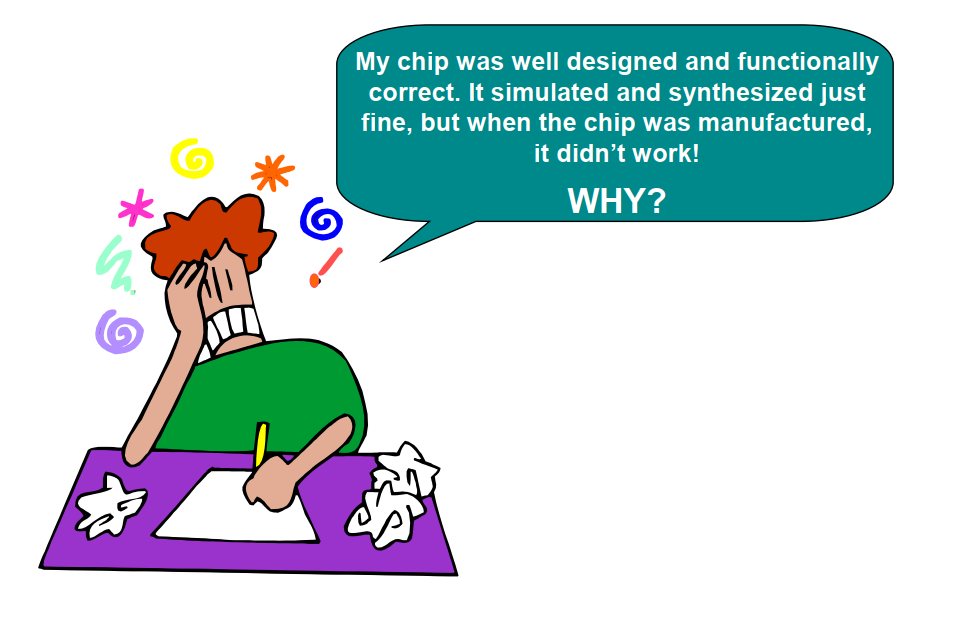 My chip was well designed and functionally
correct. It simulated and synthesized just
fine, but when the chip was manufactured,
it didn’t work!
WHY?